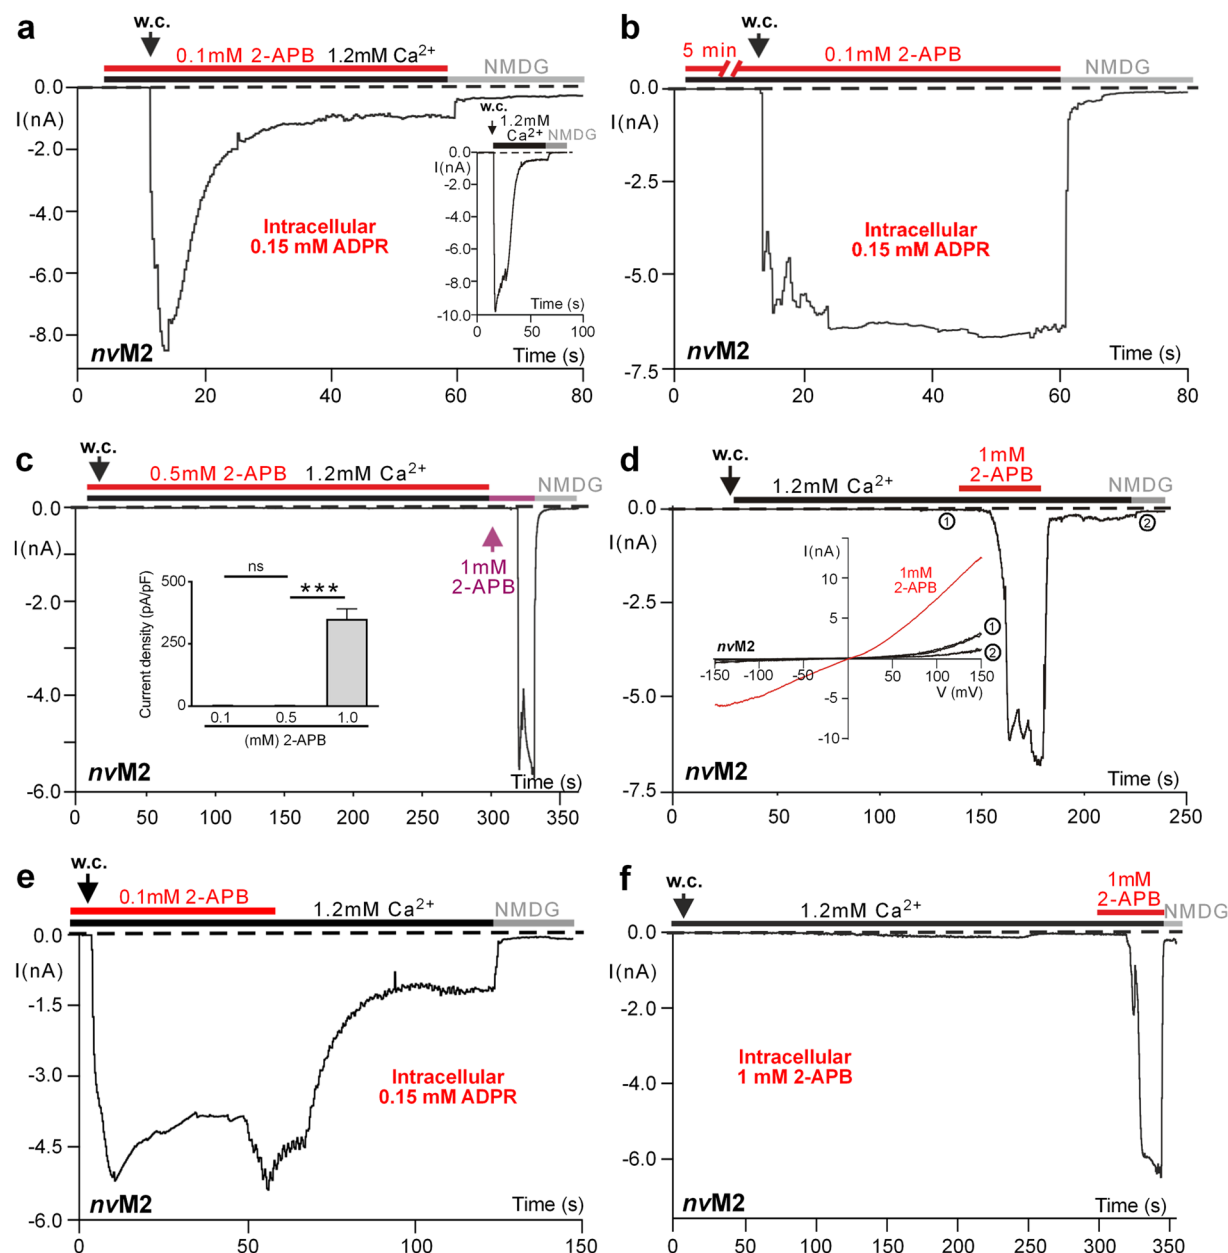 a
w.c.
0.1mM 2-APB 1.2mM Ca²⁺
NMDG
0.0
I(nA)
-2.0
-4.0
-6.0
-8.0
Intracellular
0.15 mM ADPR
nvM2
Time (s)
0 20 40 60 80
w.c.
1.2mM
Ca²⁺ NMDG
0.0
I(nA)
-2.0
-4.0
-6.0
-8.0
-10.0
Time (s)
0 50 100
b
w.c.
5 min 0.1mM 2-APB
NMDG
0.0
I(nA)
-2.5
-5.0
-7.5
Intracellular
0.15 mM ADPR
nvM2
Time (s)
0 20 40 60 80
c
w.c.
0.5mM 2-APB 1.2mM Ca²⁺
NMDG
0.0
I(nA)
-2.0
-4.0
-6.0
1mM
2-APB
Current density (pA/pF)
500
250
0
ns
***
0.1 0.5 1.0
(mM) 2-APB
nvM2
Time (s)
0 50 100 150 200 250 300 350
d
w.c.
1mM
2-APB
1.2mM Ca²⁺
NMDG
0.0
I(nA)
-2.5
-5.0
-7.5
1
2
I(nA)
10
5
-5
-10
1mM
2-APB
nvM2
1
2
-150 -100 -50 50 100 150
V (mV)
nvM2
Time (s)
0 50 100 150 200 250
e
w.c.
0.1mM 2-APB
1.2mM Ca²⁺
NMDG
0.0
I(nA)
-1.5
-3.0
-4.5
-6.0
Intracellular
0.15 mM ADPR
nvM2
Time (s)
0 50 100 150
f
w.c.
1mM
2-APB
1.2mM Ca²⁺
NMDG
0.0
I(nA)
-2.0
-4.0
-6.0
Intracellular
1 mM 2-APB
nvM2
Time (s)
0 50 100 150 200 250 300 350